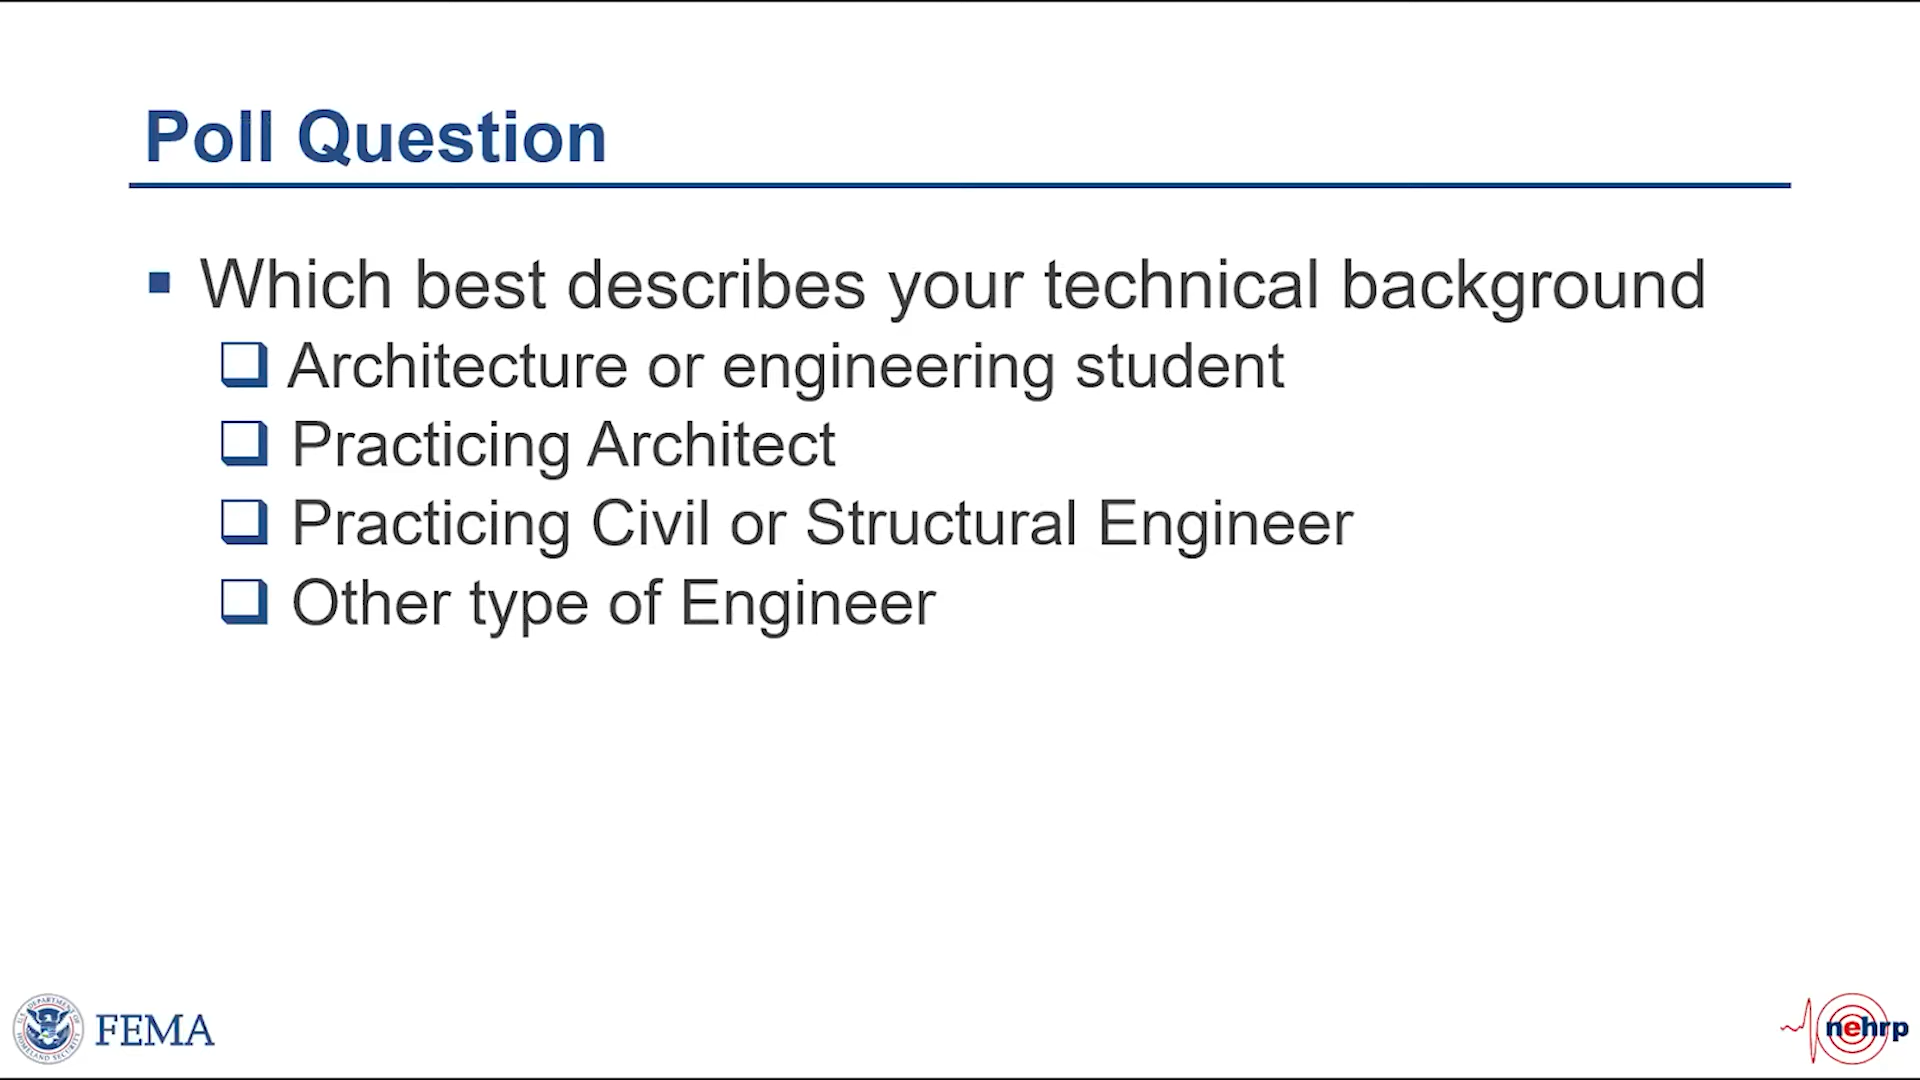 Poll Question
Which best describes your technical background
Architecture or engineering student
Practicing Architect
Practicing Civil or Structural Engineer
Other type of Engineer
FEMA
nehrp